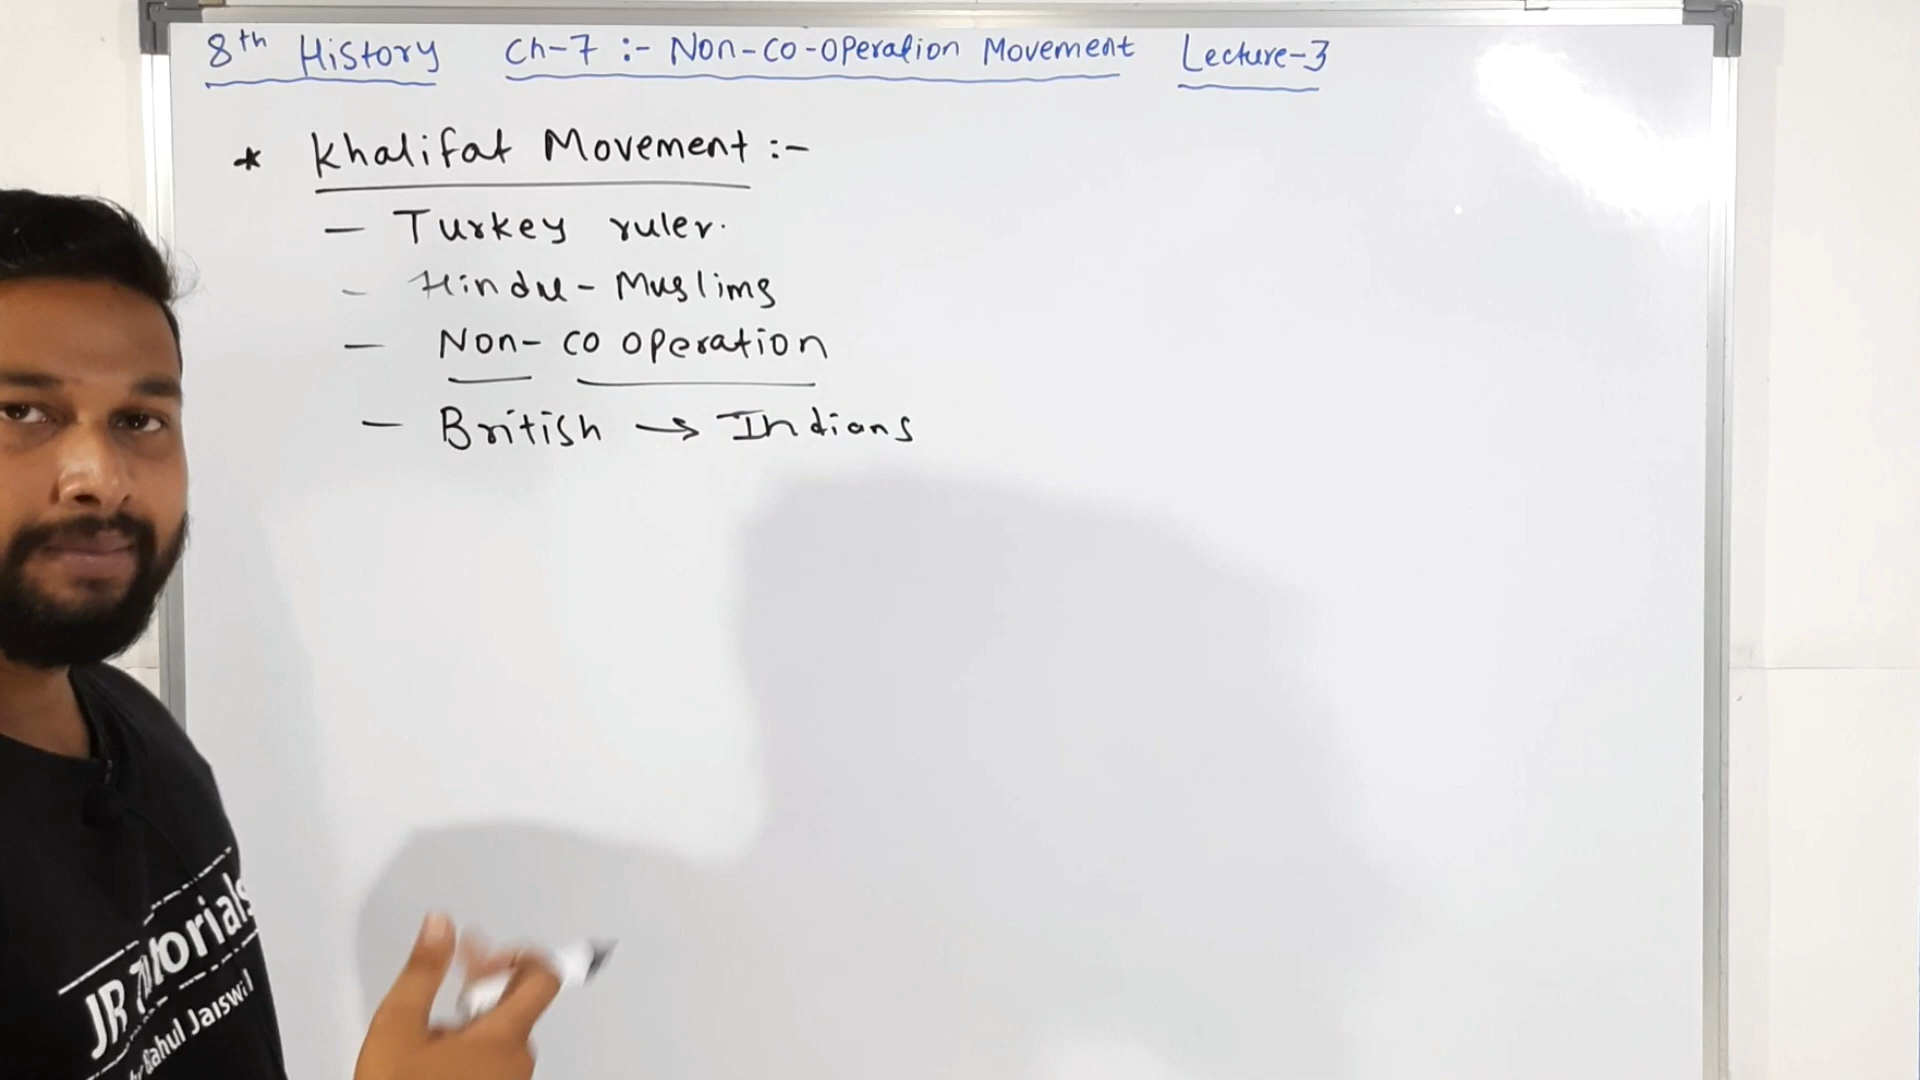 8th History Ch-7 :- Non-co-operation Movement Lecture-3
* Khalifat Movement :-
- Turkey ruler.
- Hindu - Muslims
- Non- co operation
- British → Indians
JR Tutorials
by Rahul Jaiswal